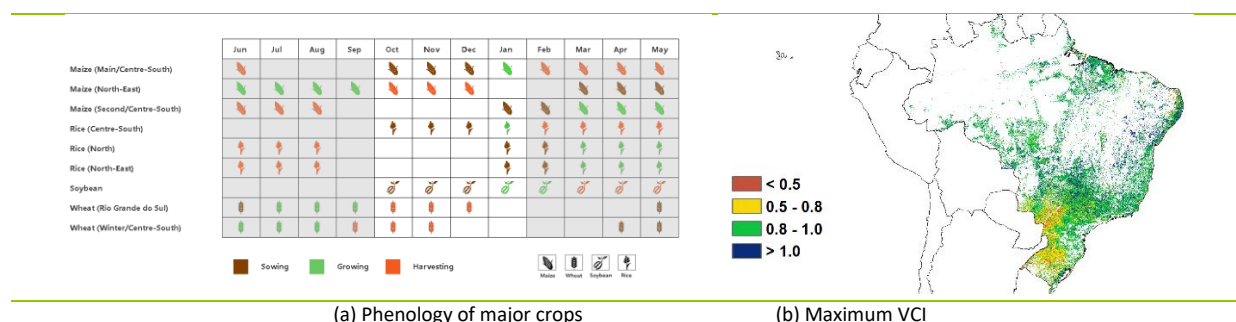 Jun Jul Aug Sep Oct Nov Dec Jan Feb Mar Apr May
Maize (Main/Centre-South)
Maize (North-East)
Maize (Second/Centre-South)
Rice (Centre-South)
Rice (North)
Rice (North-East)
Soybean
Wheat (Rio Grande do Sul)
Wheat (Winter/Centre-South)
Sowing Growing Harvesting
Maize Wheat Soybean Rice
< 0.5
0.5 - 0.8
0.8 - 1.0
> 1.0
(a) Phenology of major crops (b) Maximum VCI